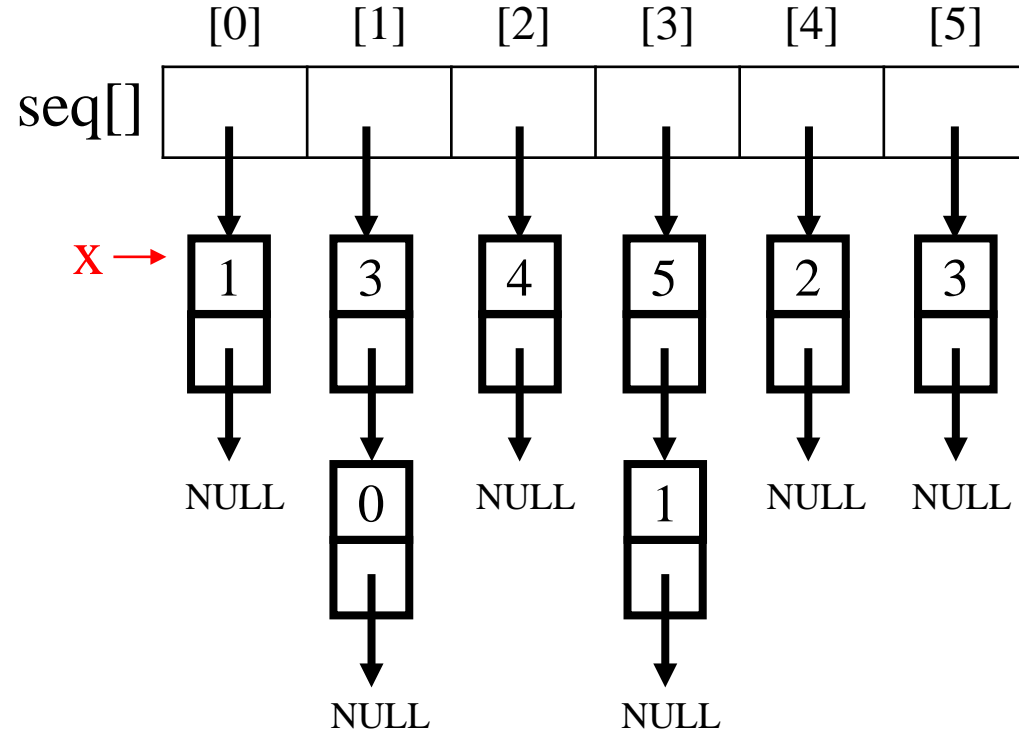 [0] [1] [2] [3] [4] [5]
seq[]
x
1 3 4 5 2 3
NULL 0 NULL 1 NULL NULL
NULL NULL